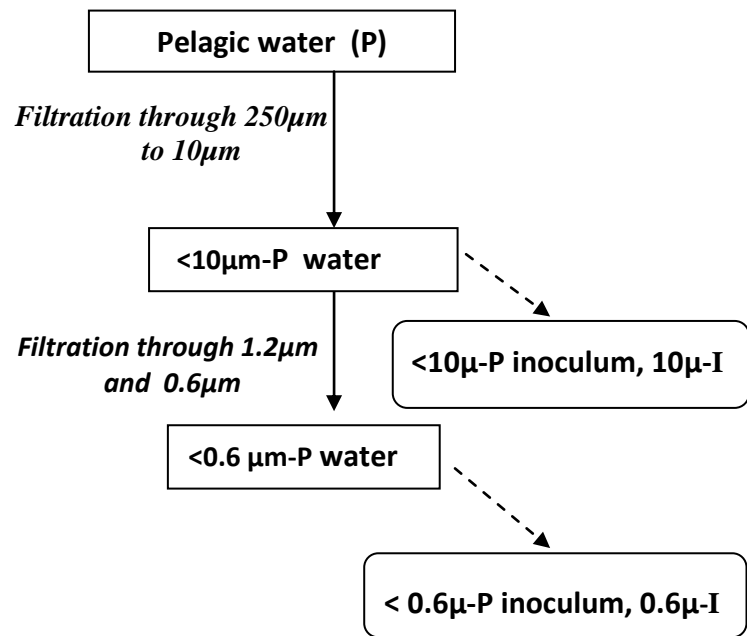 Pelagic water (P)
Filtration through 250µm
to 10µm
<10µm-P water
Filtration through 1.2µm
and 0.6µm
<10µ-P inoculum, 10µ-I
<0.6 µm-P water
< 0.6µ-P inoculum, 0.6µ-I